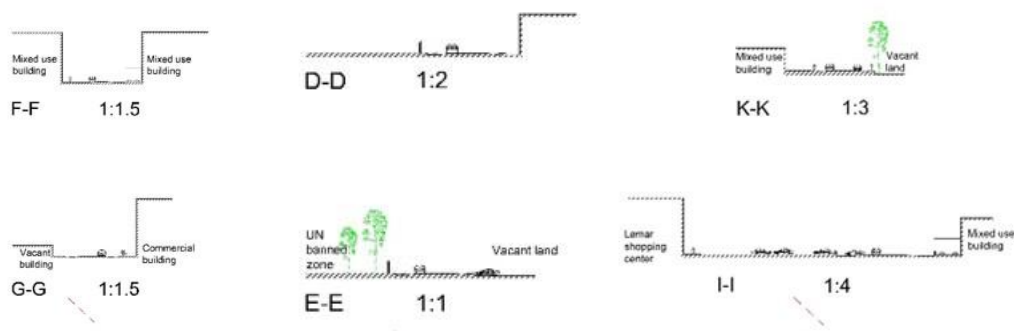 Mixed use
building
Mixed use
building
F-F 1:1.5
D-D 1:2
Mixed use
building
Vacant
land
K-K 1:3
Vacant
building
Commercial
building
G-G 1:1.5
UN
banned
zone
Vacant land
E-E 1:1
Lemar
shopping
center
Mixed use
building
I-I 1:4